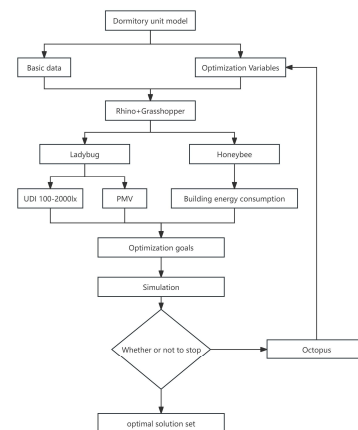 Dormitory unit model
Basic data
Optimization Variables
Rhino+Grasshopper
Ladybug
Honeybee
UDI 100-2000lx
PMV
Building energy consumption
Optimization goals
Simulation
Whether or not to stop
Octopus
optimal solution set